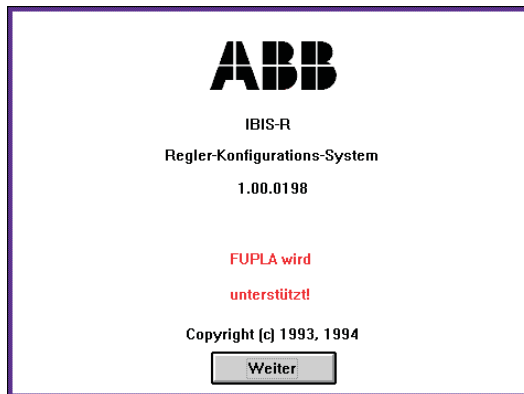 ABB
IBIS-R
Regler-Konfigurations-System
1.00.0198
FUPLA wird
unterstützt!
Copyright (c) 1993, 1994
Weiter